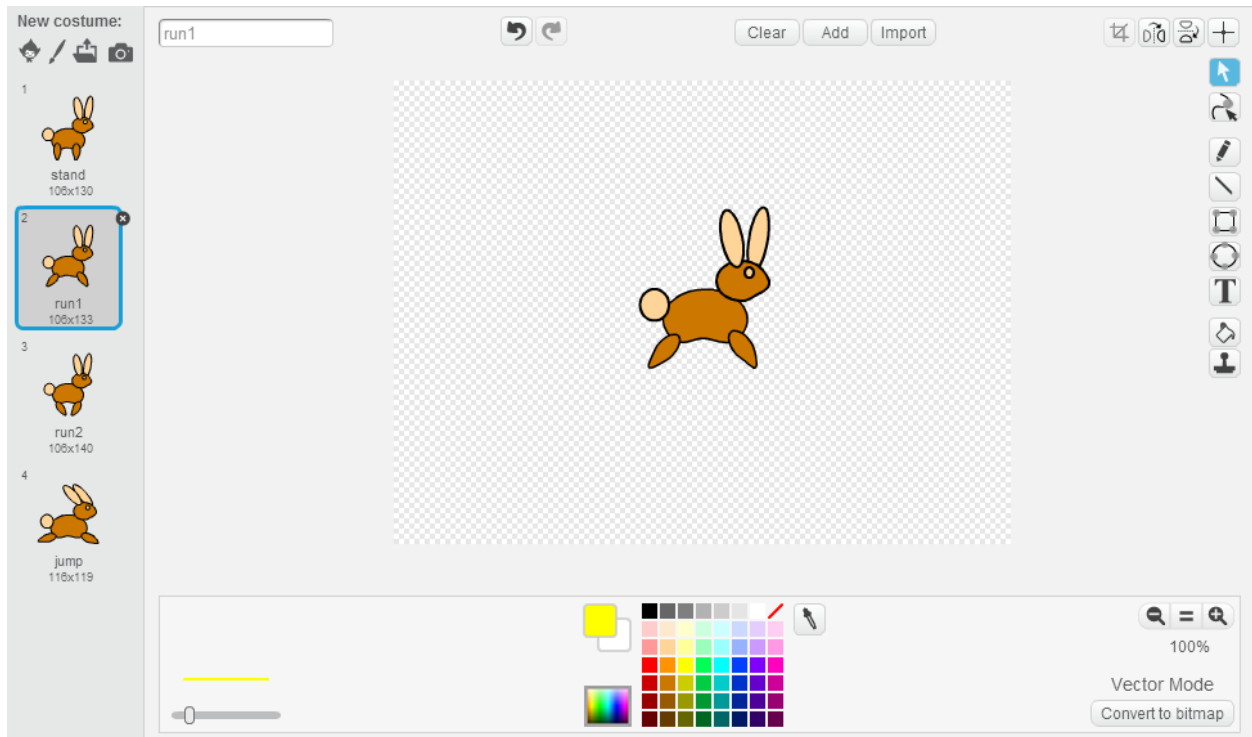 New costume:
run1
Clear
Add
Import
1
stand
106x130
2
run1
106x133
3
run2
106x140
4
jump
116x119
T
100%
Vector Mode
Convert to bitmap